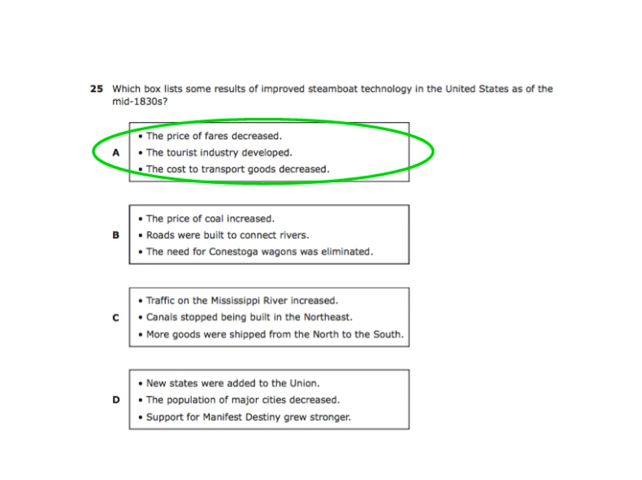 25 Which box lists some results of improved steamboat technology in the United States as of the
mid-1830s?
• The price of fares decreased.
A • The tourist industry developed.
• The cost to transport goods decreased.
• The price of coal increased.
B • Roads were built to connect rivers.
• The need for Conestoga wagons was eliminated.
• Traffic on the Mississippi River increased.
C • Canals stopped being built in the Northeast.
• More goods were shipped from the North to the South.
• New states were added to the Union.
D • The population of major cities decreased.
• Support for Manifest Destiny grew stronger.